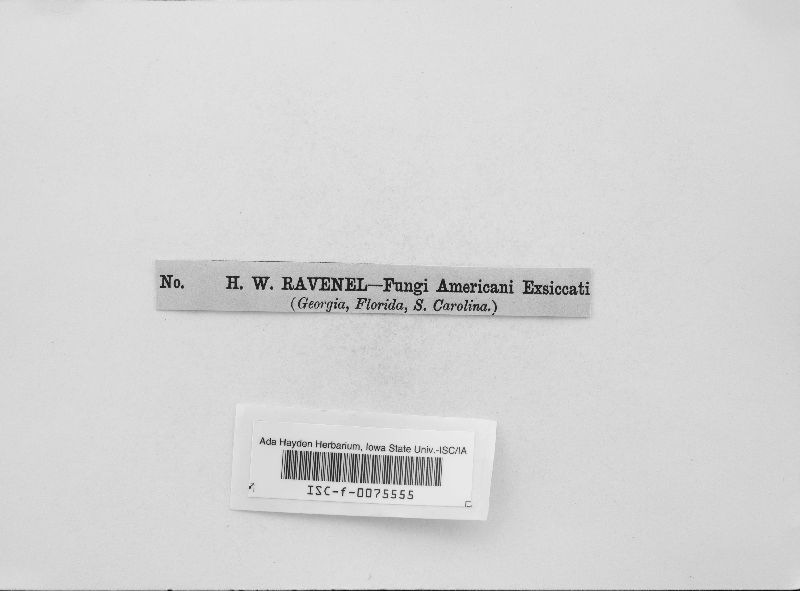 No. H. W. RAVENEL—Fungi Americani Exsiccati
(Georgia, Florida, S. Carolina.)
Ada Hayden Herbarium, Iowa State Univ.-ISC/IA
ISC-f-0075555